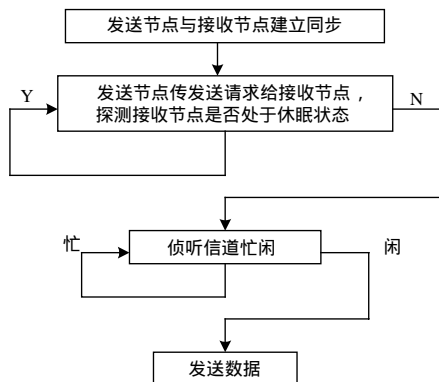 发送节点与接收节点建立同步
Y
发送节点传发送请求给接收节点，
探测接收节点是否处于休眠状态
N
忙
侦听信道忙闲
闲
发送数据